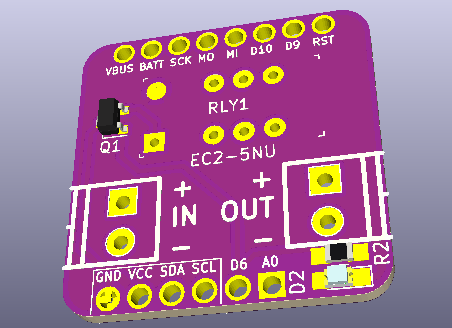 VBUS BATT SCK MO MI D10 D9 RST
RLY1
Q1
EC2-5NU
+ +
IN OUT
- -
GND VCC SDA SCL D6 A0 D2 R2